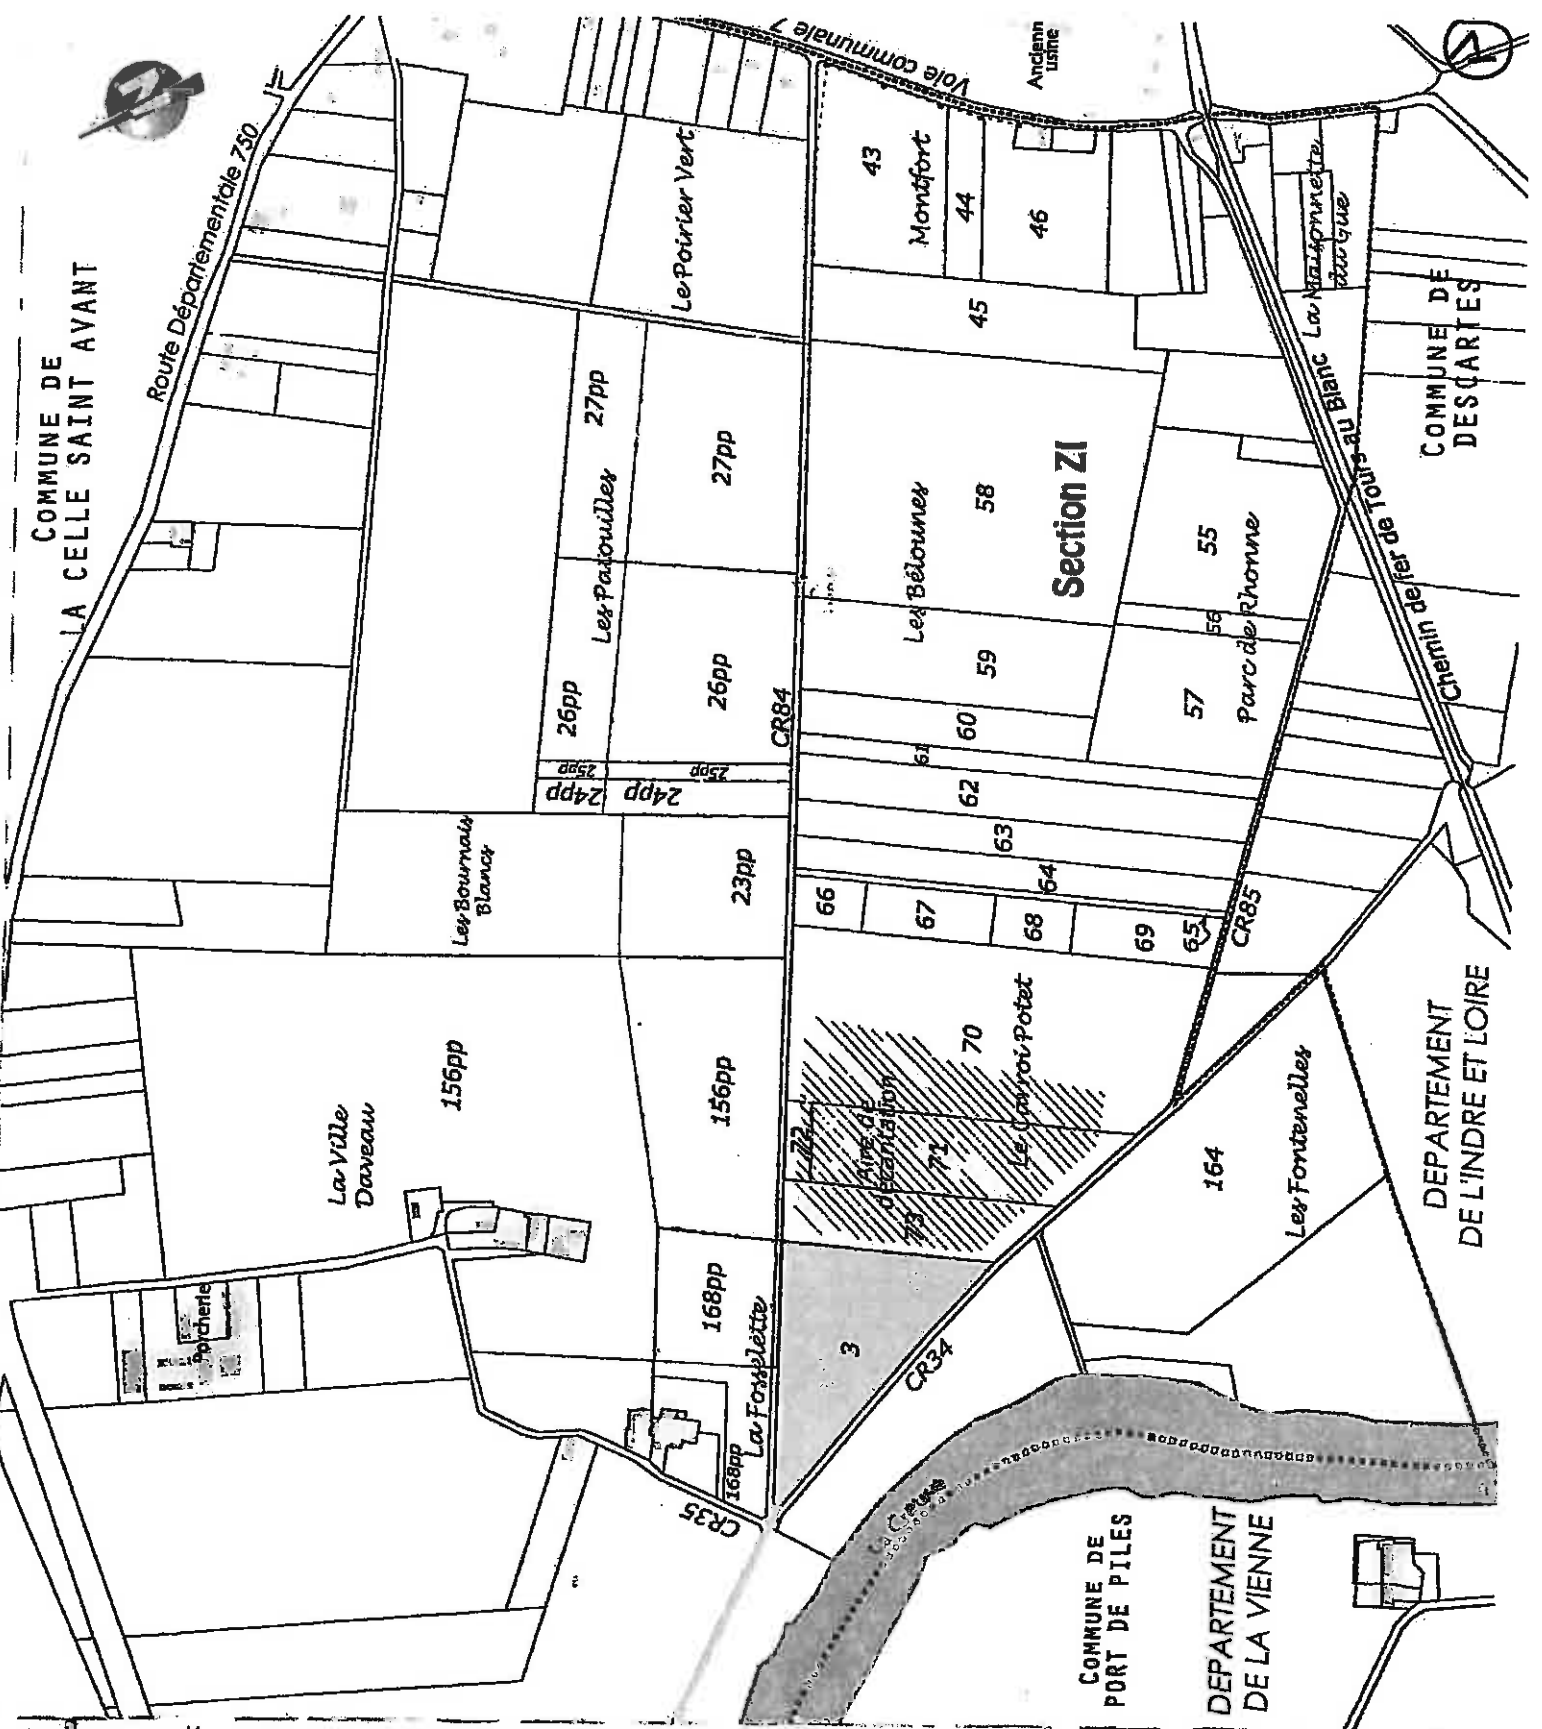 COMMUNE DE
LA CELLE SAINT AVANT
Route Départementale 750
Voie communale 7
Ancienn
usine
Le Poirier Vert
43
Montfort
44
46
45
La Maisonnette
du Gue
COMMUNE DE
DESCARTES
Chemin de fer de Tours au Blanc
27pp
27pp
Les Patouilles
26pp
26pp
25pp
25pp
24pp
24pp
CR84
Les Bélounes
58
Section ZI
59
60
61
62
63
64
55
56
57
Parc de Rhonne
Les Bournais
Blancs
23pp
66
67
68
69
65
CR85
156pp
156pp
La Ville
Daveau
70
Le Carroi Potet
72
Aire de
décantation
71
73
164
Les Fontenelles
DEPARTEMENT
DE L'INDRE ET LOIRE
Porcherie
168pp
La Fosselette
168pp
3
CR34
CR35
La Creuse
COMMUNE DE
PORT DE PILES
DEPARTEMENT
DE LA VIENNE